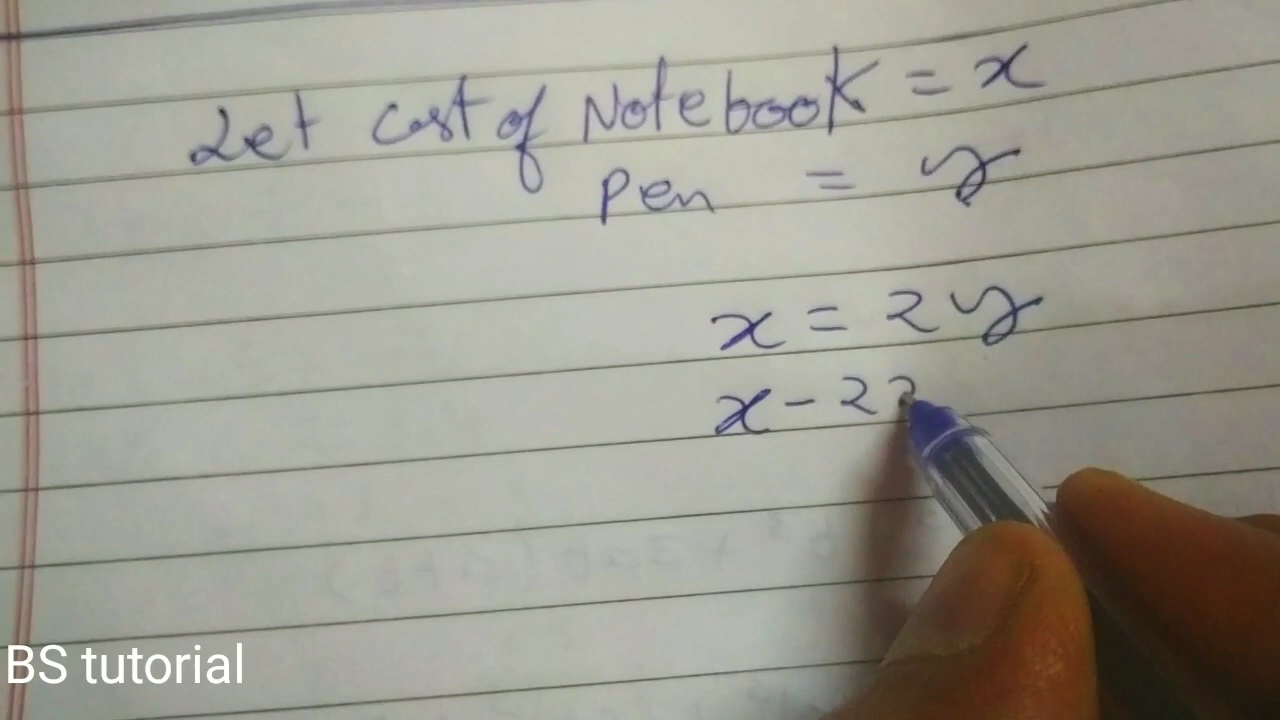 Let cost of Notebook = x
pen = y
x = 2y
x - 2
BS tutorial